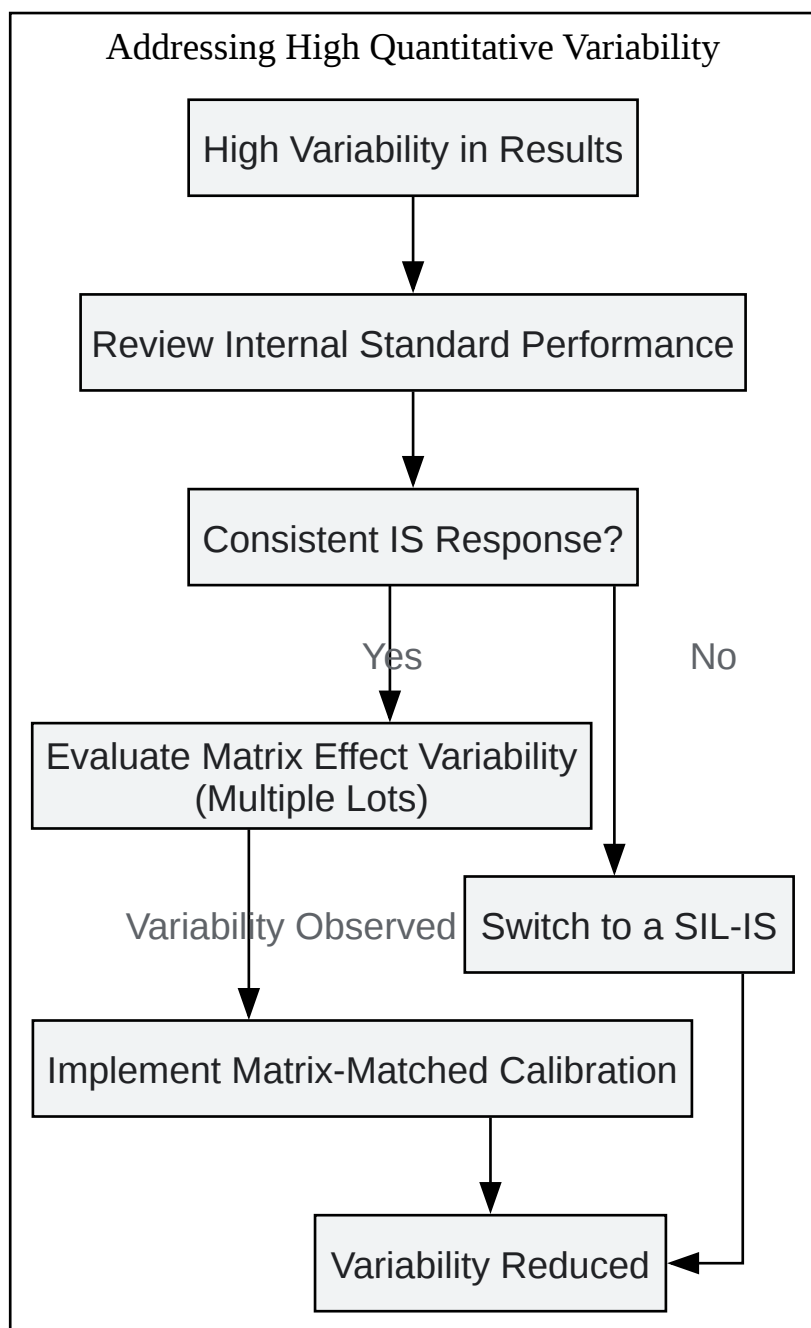 Addressing High Quantitative Variability
High Variability in Results
Review Internal Standard Performance
Consistent IS Response?
Yes
No
Evaluate Matrix Effect Variability
(Multiple Lots)
Variability Observed
Switch to a SIL-IS
Implement Matrix-Matched Calibration
Variability Reduced